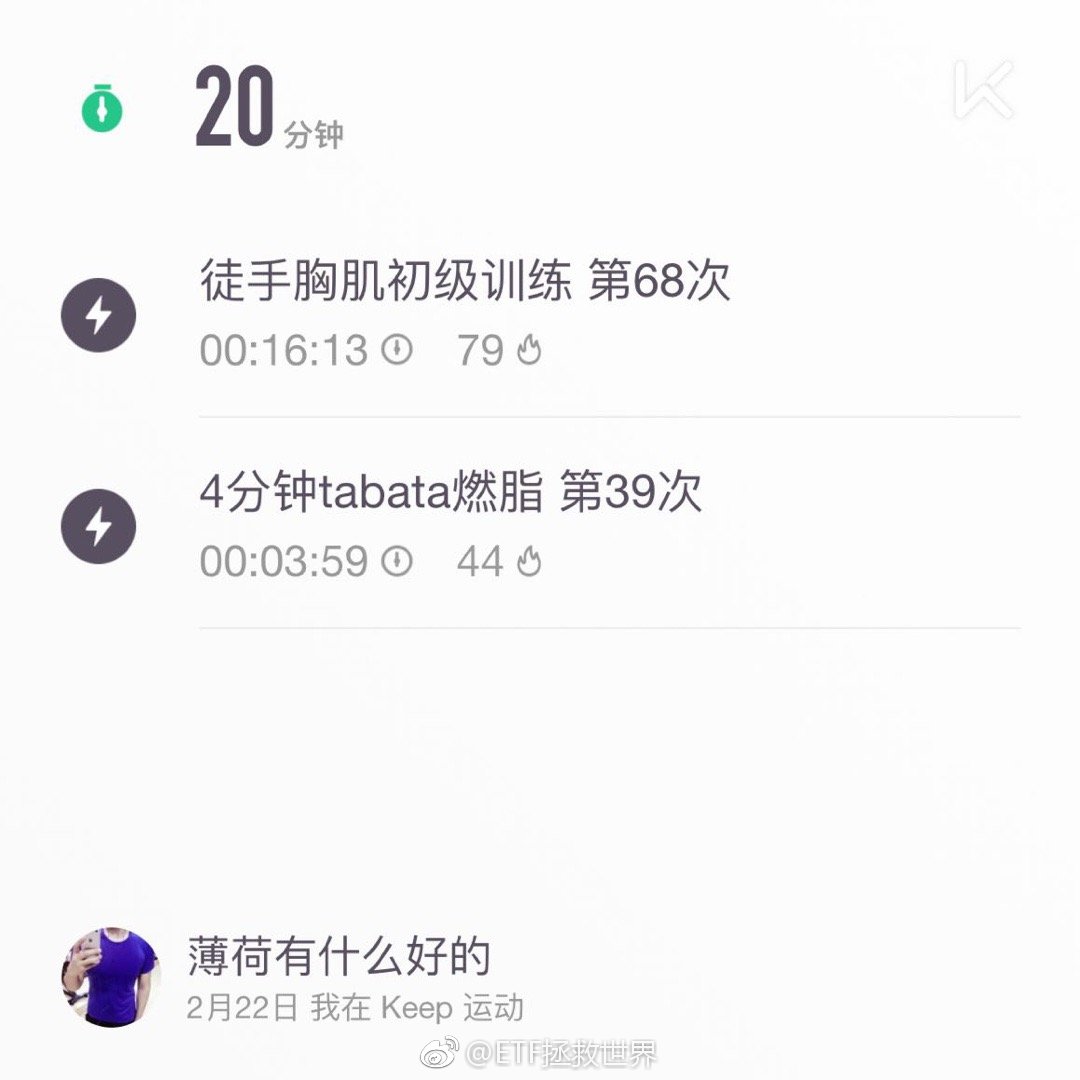 20 分钟
徒手胸肌初级训练 第68次
00:16:13 79
4分钟tabata燃脂 第39次
00:03:59 44
薄荷有什么好的
2月22日 我在 Keep 运动
@ETF拯救世界